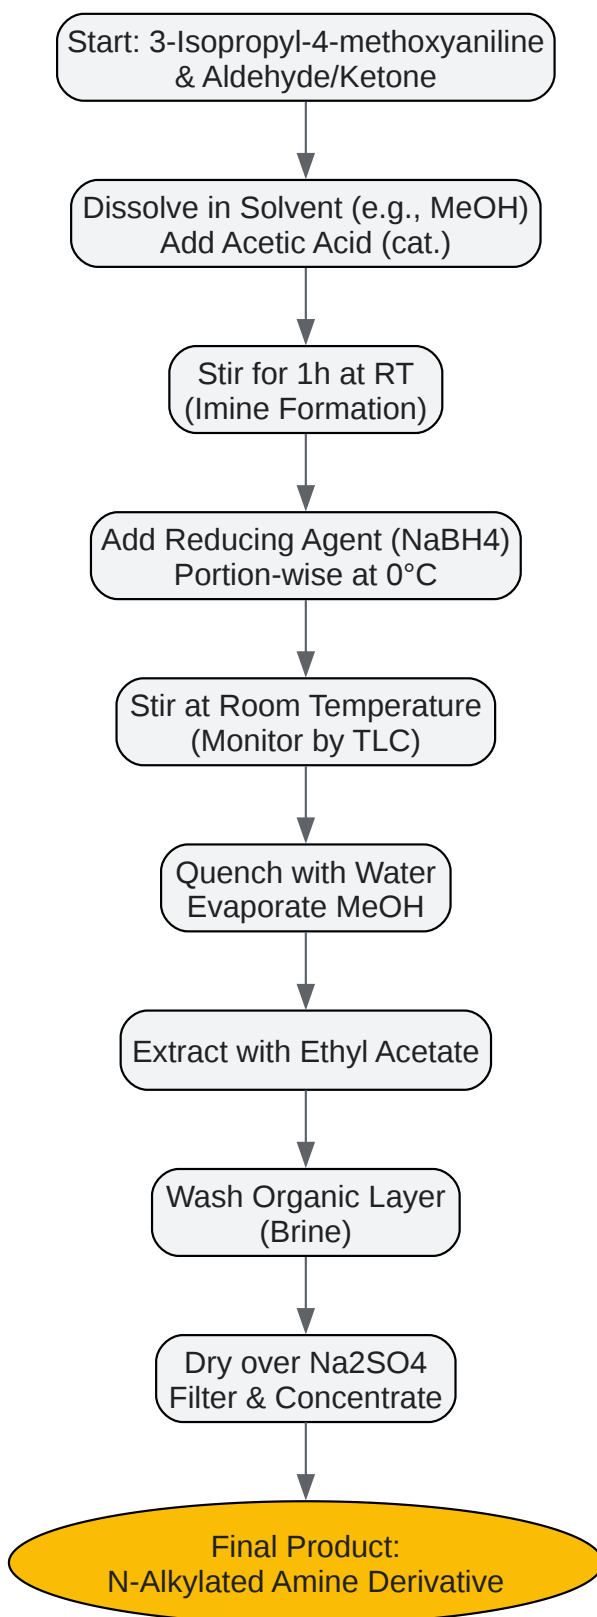 Start: 3-Isopropyl-4-methoxyaniline
& Aldehyde/Ketone
Dissolve in Solvent (e.g., MeOH)
Add Acetic Acid (cat.)
Stir for 1h at RT
(Imine Formation)
Add Reducing Agent (NaBH4)
Portion-wise at 0°C
Stir at Room Temperature
(Monitor by TLC)
Quench with Water
Evaporate MeOH
Extract with Ethyl Acetate
Wash Organic Layer
(Brine)
Dry over Na2SO4
Filter & Concentrate
Final Product:
N-Alkylated Amine Derivative